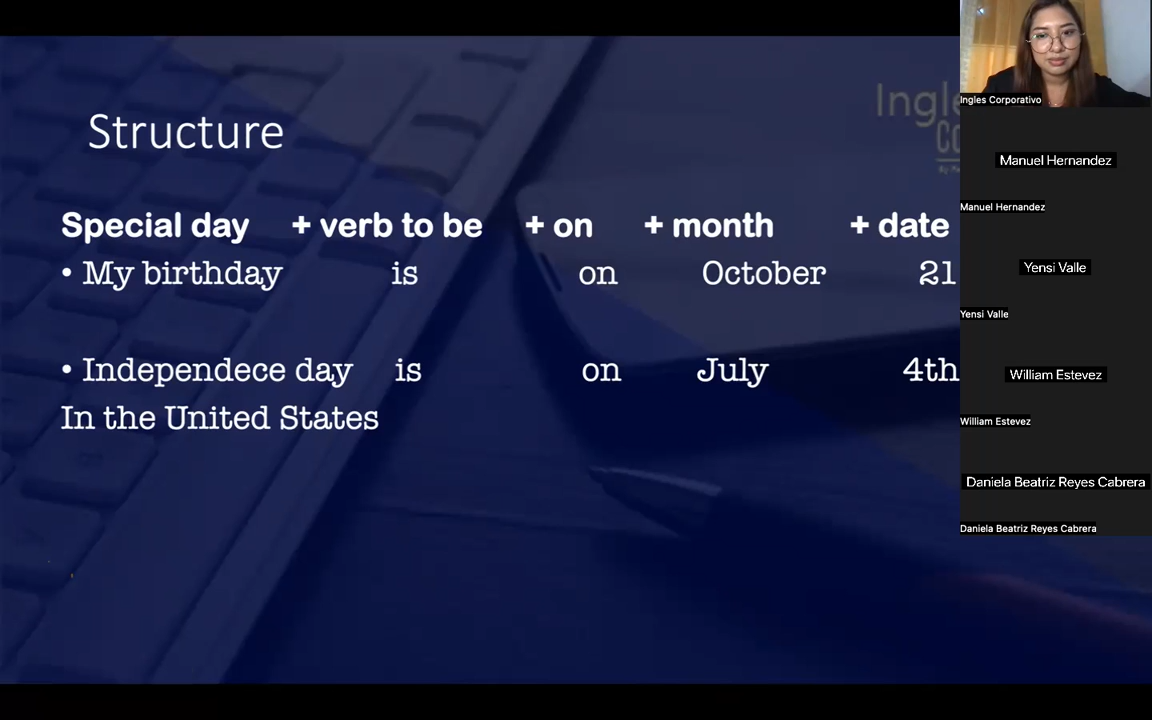 Structure
Special day + verb to be + on + month + date
• My birthday is on October 21
• Independece day is on July 4th
In the United States
Ingles Corporativo
Manuel Hernandez
Manuel Hernandez
Yensi Valle
Yensi Valle
William Estevez
William Estevez
Daniela Beatriz Reyes Cabrera
Daniela Beatriz Reyes Cabrera